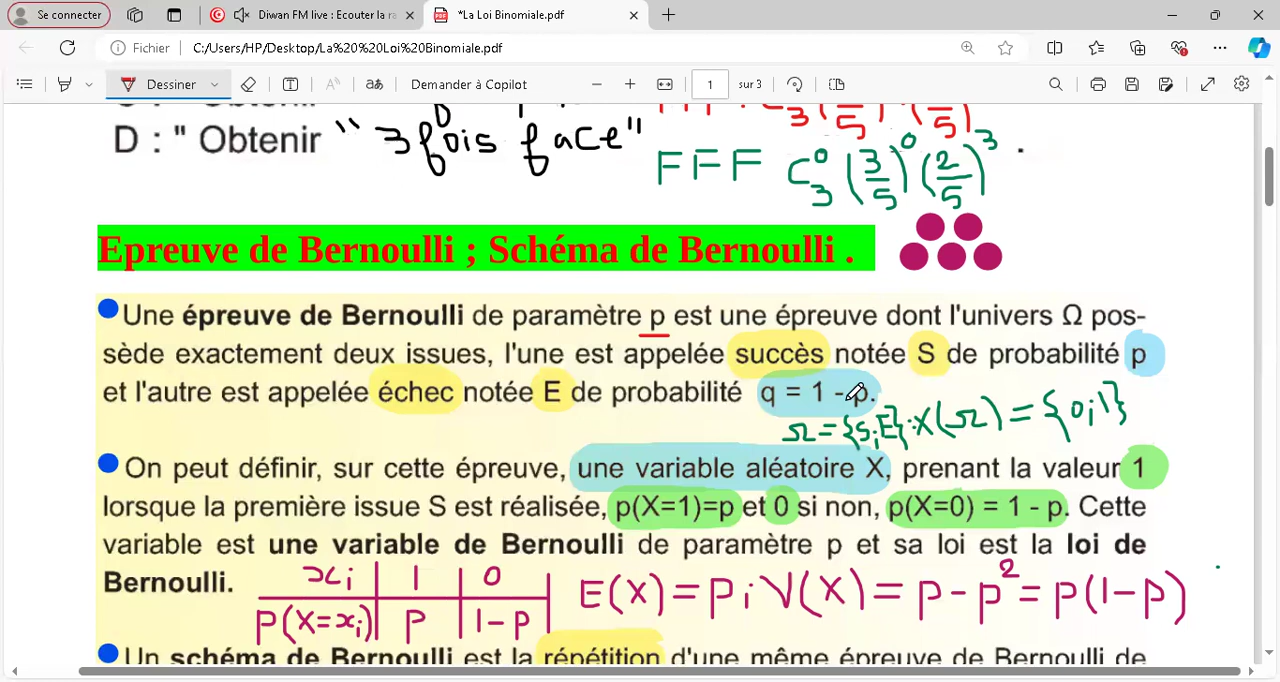 Se connecter
Diwan FM live : Ecouter la ra
*La Loi Binomiale.pdf
Fichier
C:/Users/HP/Desktop/La%20%20Loi%20Binomiale.pdf
Dessiner
Demander à Copilot
1 sur 3
D : " Obtenir " 3 fois face" .
FFF C₃⁰ (3/5)⁰ (2/5)³
Epreuve de Bernoulli ; Schéma de Bernoulli .
Une épreuve de Bernoulli de paramètre p est une épreuve dont l'univers Ω pos-
sède exactement deux issues, l'une est appelée succès notée S de probabilité p
et l'autre est appelée échec notée E de probabilité q = 1 - p.
Ω = {S;E} : X(Ω) = {0;1}
On peut définir, sur cette épreuve, une variable aléatoire X, prenant la valeur 1
lorsque la première issue S est réalisée, p(X=1)=p et 0 si non, p(X=0) = 1 - p. Cette
variable est une variable de Bernoulli de paramètre p et sa loi est la loi de
Bernoulli.
xi | 1 | 0
P(X=xi) | P | 1-P
E(X) = P ; V(X) = P - P² = P(1-P)
Un schéma de Bernoulli est la répétition d'une même épreuve de Bernoulli de